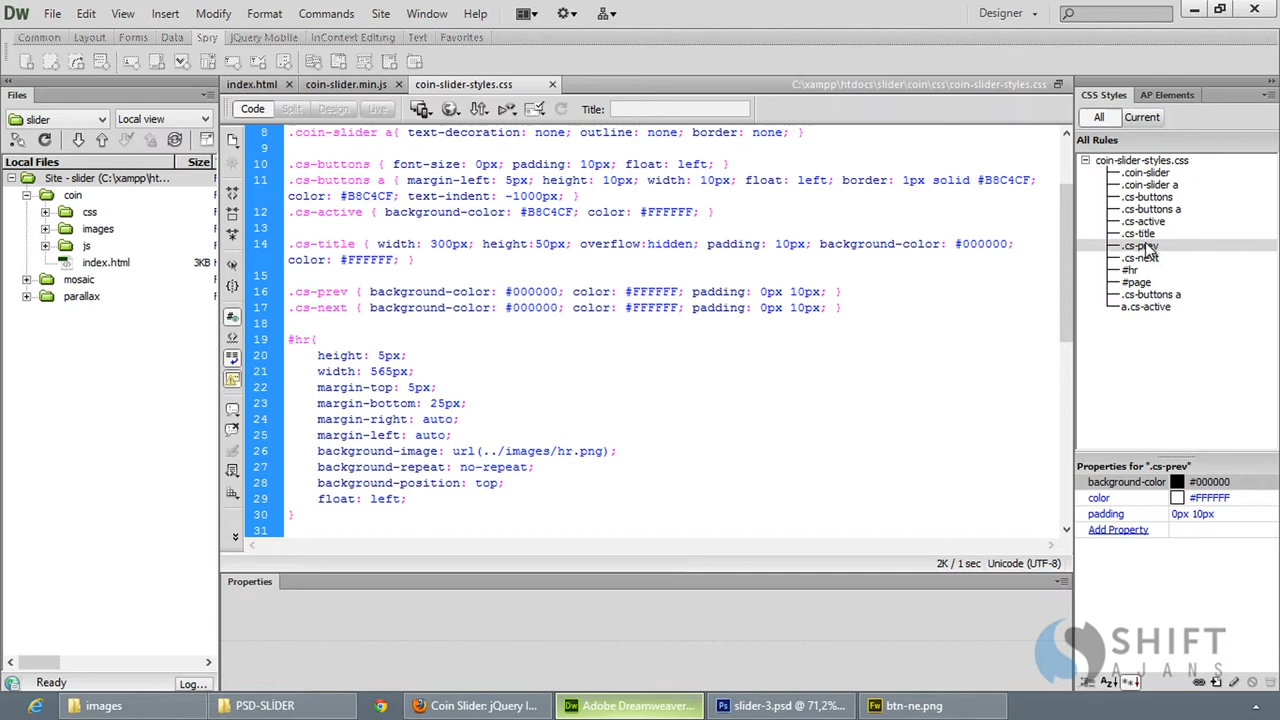 Dw File Edit View Insert Modify Format Commands Site Window Help Designer
Common Layout Forms Data Spry jQuery Mobile InContext Editing Text Favorites
Files
slider Local view
Local Files Size
Site - slider (C:\xampp\ht...
coin
css
images
js
index.html 3KB
mosaic
parallax
Ready Log...
index.html coin-slider.min.js coin-slider-styles.css C:\xampp\htdocs\slider\coin\css\coin-slider-styles.css
Code Split Design Live Title:
8 .coin-slider a{ text-decoration: none; outline: none; border: none; }
9
10 .cs-buttons { font-size: 0px; padding: 10px; float: left; }
11 .cs-buttons a { margin-left: 5px; height: 10px; width: 10px; float: left; border: 1px solid #B8C4CF;
color: #B8C4CF; text-indent: -1000px; }
12 .cs-active { background-color: #B8C4CF; color: #FFFFFF; }
13
14 .cs-title { width: 300px; height:50px; overflow:hidden; padding: 10px; background-color: #000000;
color: #FFFFFF; }
15
16 .cs-prev { background-color: #000000; color: #FFFFFF; padding: 0px 10px; }
17 .cs-next { background-color: #000000; color: #FFFFFF; padding: 0px 10px; }
18
19 #hr{
20 height: 5px;
21 width: 565px;
22 margin-top: 5px;
23 margin-bottom: 25px;
24 margin-right: auto;
25 margin-left: auto;
26 background-image: url(../images/hr.png);
27 background-repeat: no-repeat;
28 background-position: top;
29 float: left;
30 }
31
2K / 1 sec Unicode (UTF-8)
Properties
CSS Styles AP Elements
All Current
All Rules
coin-slider-styles.css
.coin-slider
.coin-slider a
.cs-buttons
.cs-buttons a
.cs-active
.cs-title
.cs-prev
.cs-next
#hr
#page
.cs-buttons a
a.cs-active
Properties for ".cs-prev"
background-color #000000
color #FFFFFF
padding 0px 10px
Add Property
SHIFT
AJANS
images PSD-SLİDER Coin Slider: jQuery I... Adobe Dreamweaver... slider-3.psd @ 71,2%... btn-ne.png